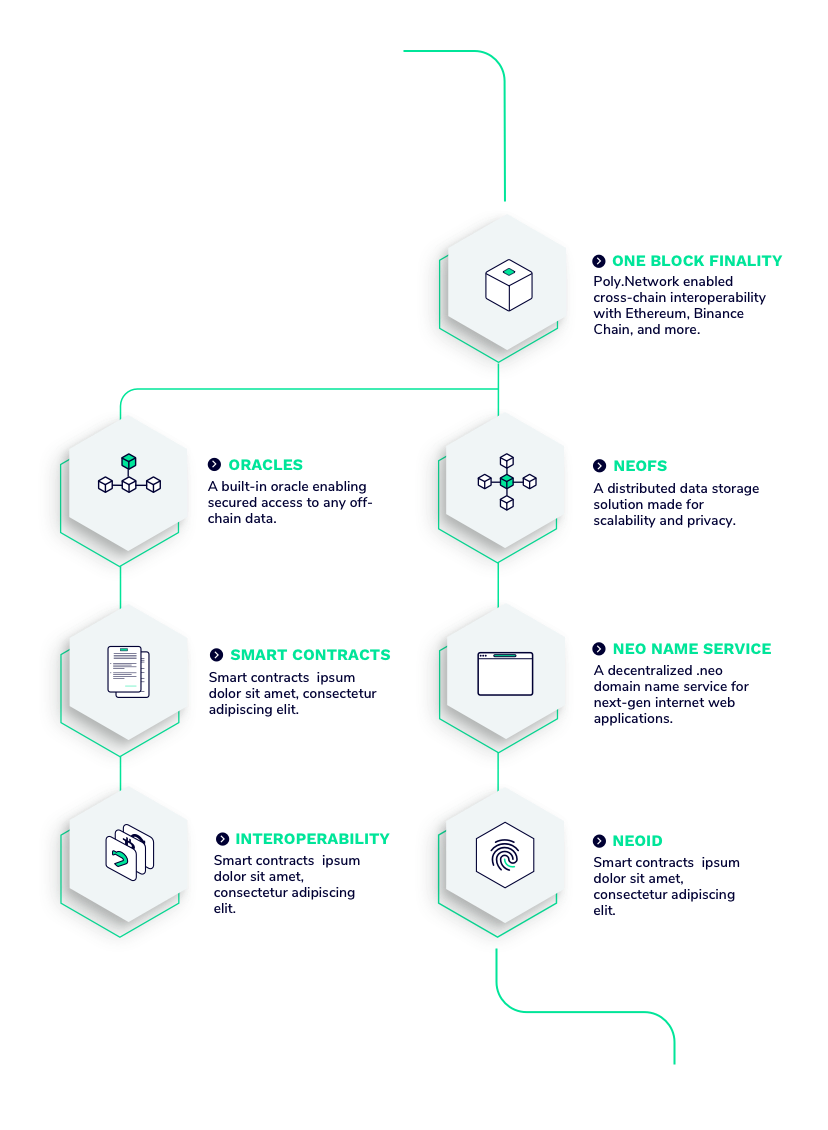 ONE BLOCK FINALITY
Poly.Network enabled
cross-chain interoperability
with Ethereum, Binance
Chain, and more.
ORACLES
A built-in oracle enabling
secured access to any off-
chain data.
NEOFS
A distributed data storage
solution made for
scalability and privacy.
SMART CONTRACTS
Smart contracts  ipsum
dolor sit amet, consectetur
adipiscing elit.
NEO NAME SERVICE
A decentralized .neo
domain name service for
next-gen internet web
applications.
INTEROPERABILITY
Smart contracts  ipsum
dolor sit amet,
consectetur adipiscing
elit.
NEOID
Smart contracts  ipsum
dolor sit amet,
consectetur adipiscing
elit.